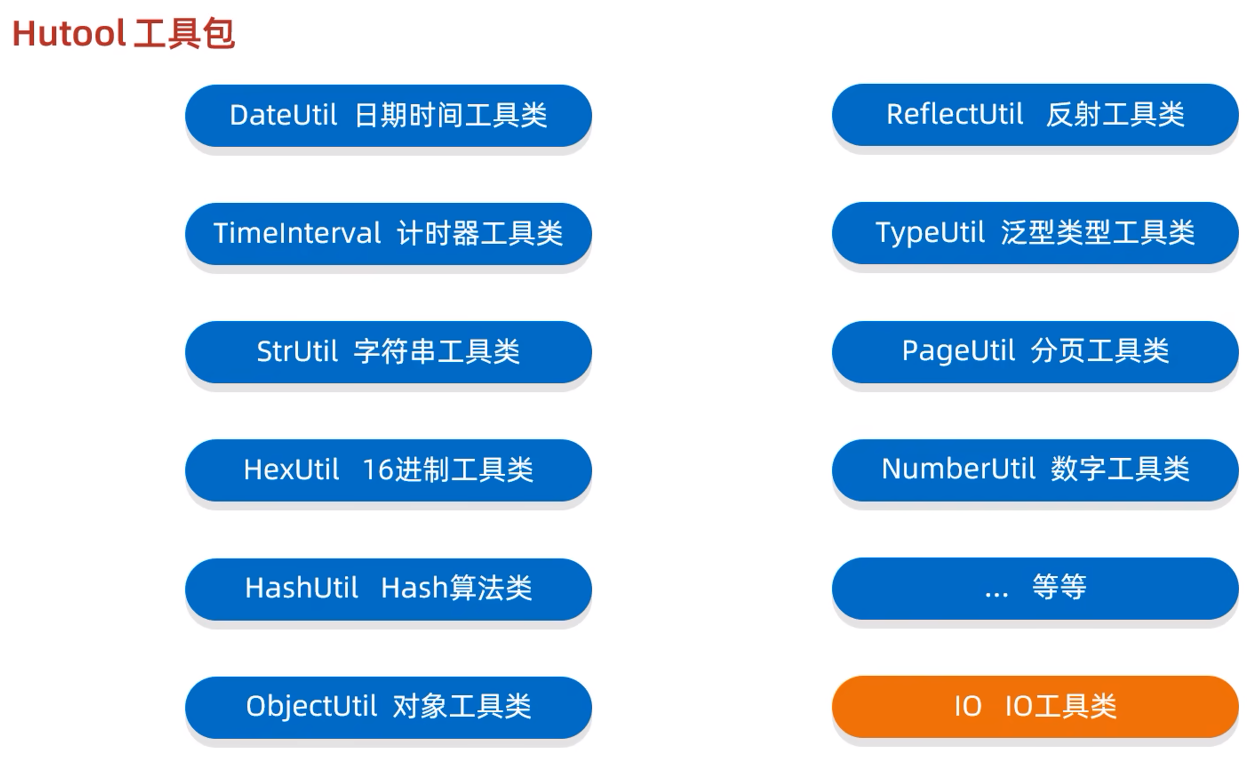 Hutool 工具包
DateUtil 日期时间工具类
TimeInterval 计时器工具类
StrUtil 字符串工具类
HexUtil 16进制工具类
HashUtil Hash算法类
ObjectUtil 对象工具类
ReflectUtil 反射工具类
TypeUtil 泛型类型工具类
PageUtil 分页工具类
NumberUtil 数字工具类
... 等等
IO IO工具类